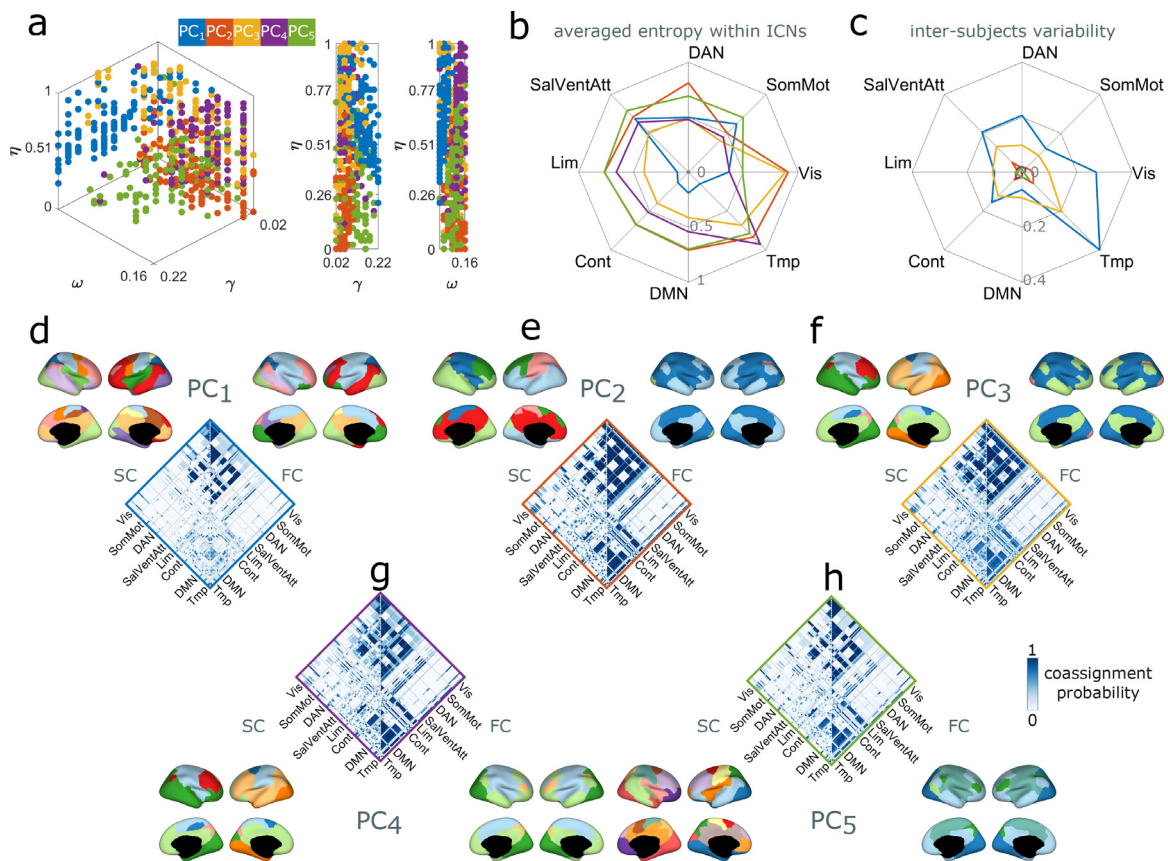 a
PC1 PC2 PC3 PC4 PC5
1
η
0.51
0
0.16
0.22
0.02
ω
γ
1
0.77
η
0.51
0.26
0
0.02
0.22
γ
1
0.77
η
0.51
0.26
0
0.16
ω
b
averaged entropy within ICNs
DAN
SomMot
Vis
Tmp
DMN
Cont
Lim
SalVentAtt
0
0.5
1
c
inter-subjects variability
DAN
SomMot
Vis
Tmp
DMN
Cont
Lim
SalVentAtt
0
0.2
0.4
d
PC1
SC
FC
Vis
SomMot
DAN
SalVentAtt
Lim
Cont
DMN
Tmp
Vis
SomMot
DAN
SalVentAtt
Lim
Cont
DMN
Tmp
e
PC2
SC
FC
Vis
SomMot
DAN
SalVentAtt
Lim
Cont
DMN
Tmp
Vis
SomMot
DAN
SalVentAtt
Lim
Cont
DMN
Tmp
f
PC3
SC
FC
Vis
SomMot
DAN
SalVentAtt
Lim
Cont
DMN
Tmp
Vis
SomMot
DAN
SalVentAtt
Lim
Cont
DMN
Tmp
g
SC
FC
Vis
SomMot
DAN
SalVentAtt
Lim
Cont
DMN
Tmp
Vis
SomMot
DAN
SalVentAtt
Lim
Cont
DMN
Tmp
PC4
h
SC
FC
Vis
SomMot
DAN
SalVentAtt
Lim
Cont
DMN
Tmp
Vis
SomMot
DAN
SalVentAtt
Lim
Cont
DMN
Tmp
PC5
1
coassignment
probability
0